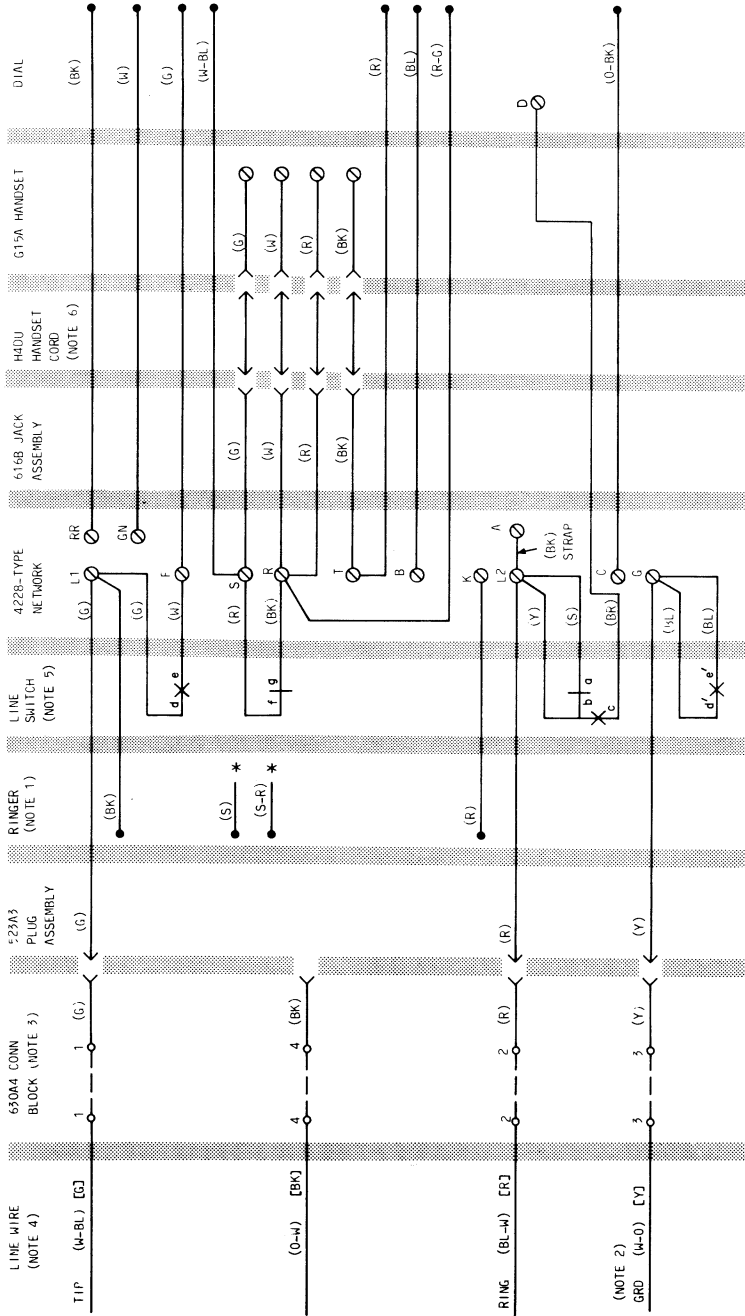 LINE WIRE
(NOTE 4)
630A4 CONN
BLOCK (NOTE 3)
523A3
PLUG
ASSEMBLY
RINGER
(NOTE 1)
LINE
SWITCH
(NOTE 5)
4228-TYPE
NETWORK
616B JACK
ASSEMBLY
H4DU
HANDSET
CORD
(NOTE 6)
G15A HANDSET
DIAL
TIP (W-BL) [G]
1
1
(G)
(G)
(BK)
(G)
(G)
L1
RR
(BK)
GN
(W)
d
e
(W)
F
(G)
(W-BL)
(S) *
(R)
S
(G)
(G)
(O-W) [BK]
4
4
(BK)
(S-R) *
f
g
(BK)
R
(W)
(W)
(R)
(R)
T
(BK)
(BK)
(R)
B
(BL)
(R-G)
(R)
K
RING (BL-W) [R]
2
2
(R)
(R)
(Y)
L2
A
(BK)
STRAP
(S)
b
a
c
(BR)
D
C
(O-BK)
(NOTE 2)
GRD (W-O) [Y]
3
3
(Y)
(Y)
(BL)
G
(BL)
d'
e'